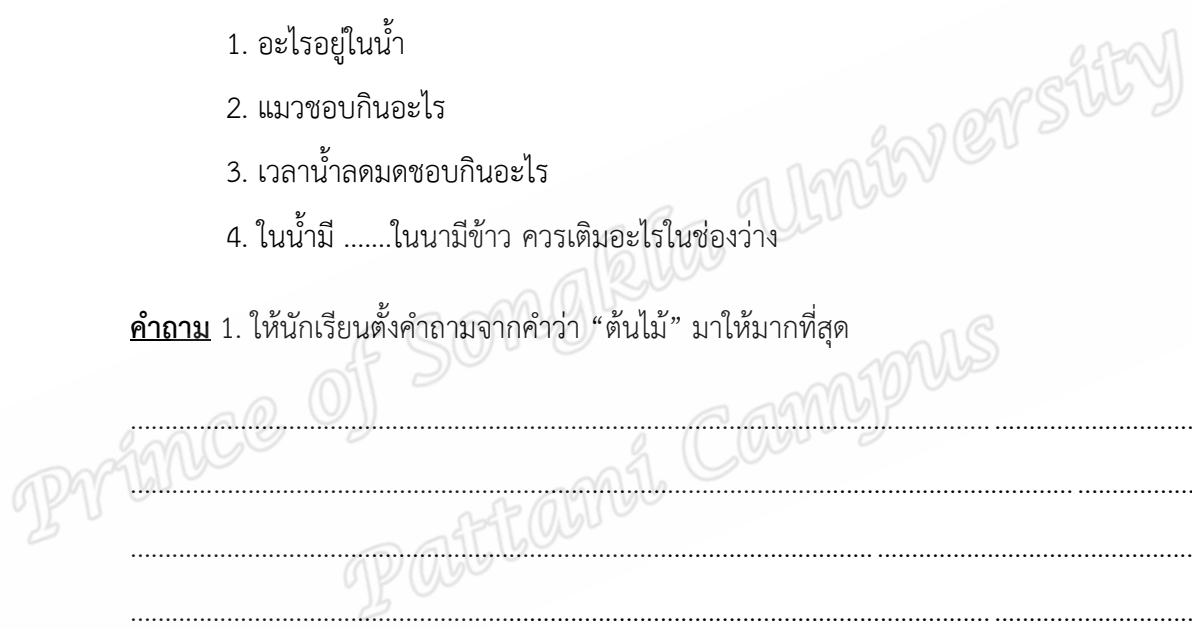 1. อะไรอยู่ในน้ำ
2. แมวชอบกินอะไร
3. เวลาน้ำลดมดชอบกินอะไร
4. ในน้ำมี .......ในนามีข้าว ควรเติมอะไรในช่องว่าง
คำถาม 1. ให้นักเรียนตั้งคำถามจากคำว่า “ต้นไม้” มาให้มากที่สุด
Prince of Songkla University
Pattani Campus